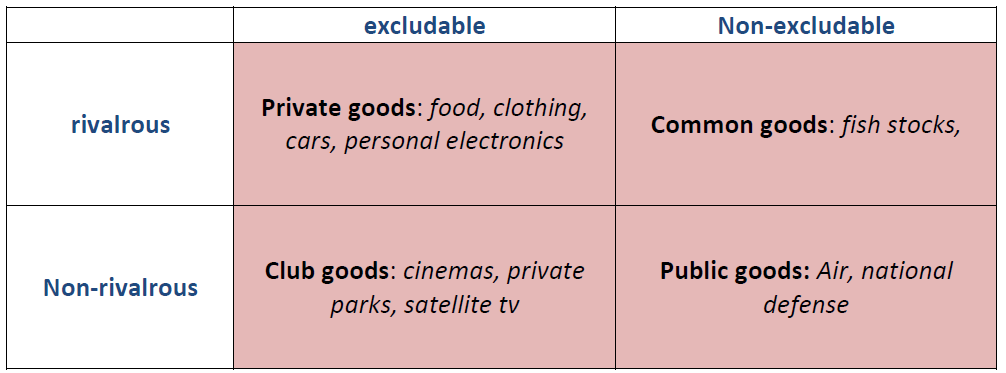 excludable
Non-excludable
rivalrous
Private goods: food, clothing,
cars, personal electronics
Common goods: fish stocks,
Non-rivalrous
Club goods: cinemas, private
parks, satellite tv
Public goods: Air, national
defense